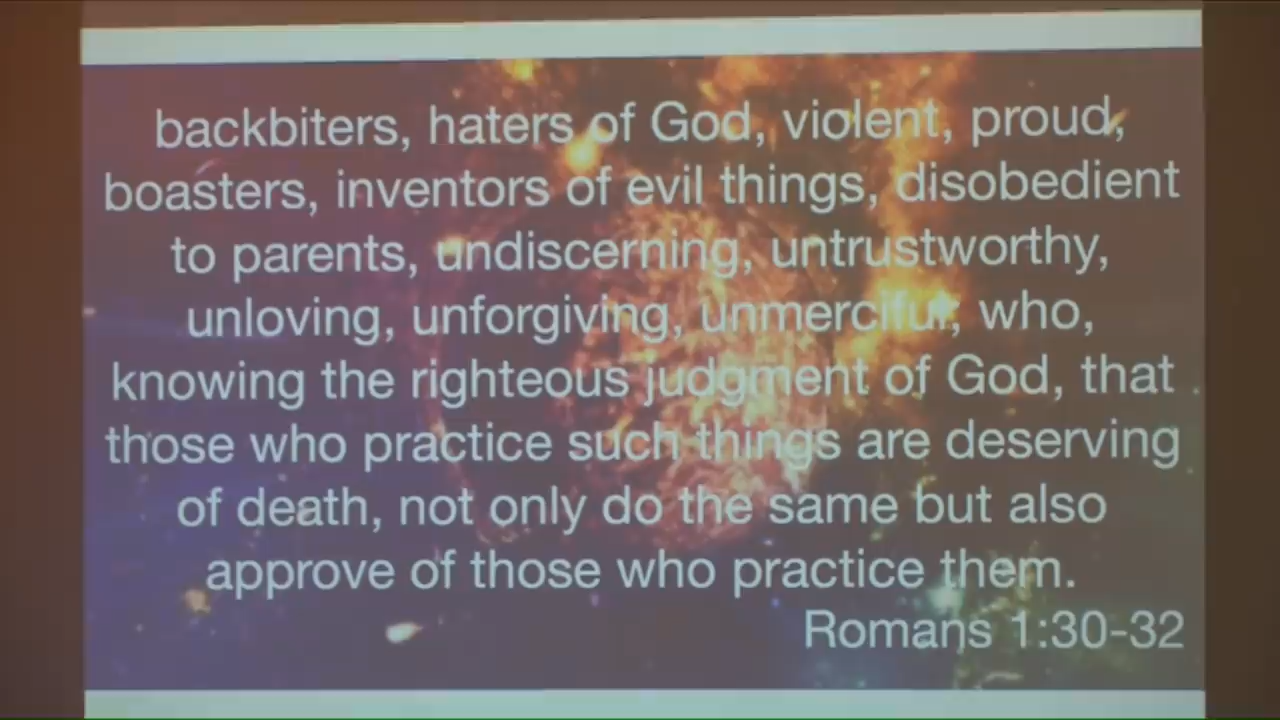 backbiters, haters of God, violent, proud,
boasters, inventors of evil things, disobedient
to parents, undiscerning, untrustworthy,
unloving, unforgiving, unmerciful; who,
knowing the righteous judgment of God, that
those who practice such things are deserving
of death, not only do the same but also
approve of those who practice them.
Romans 1:30-32